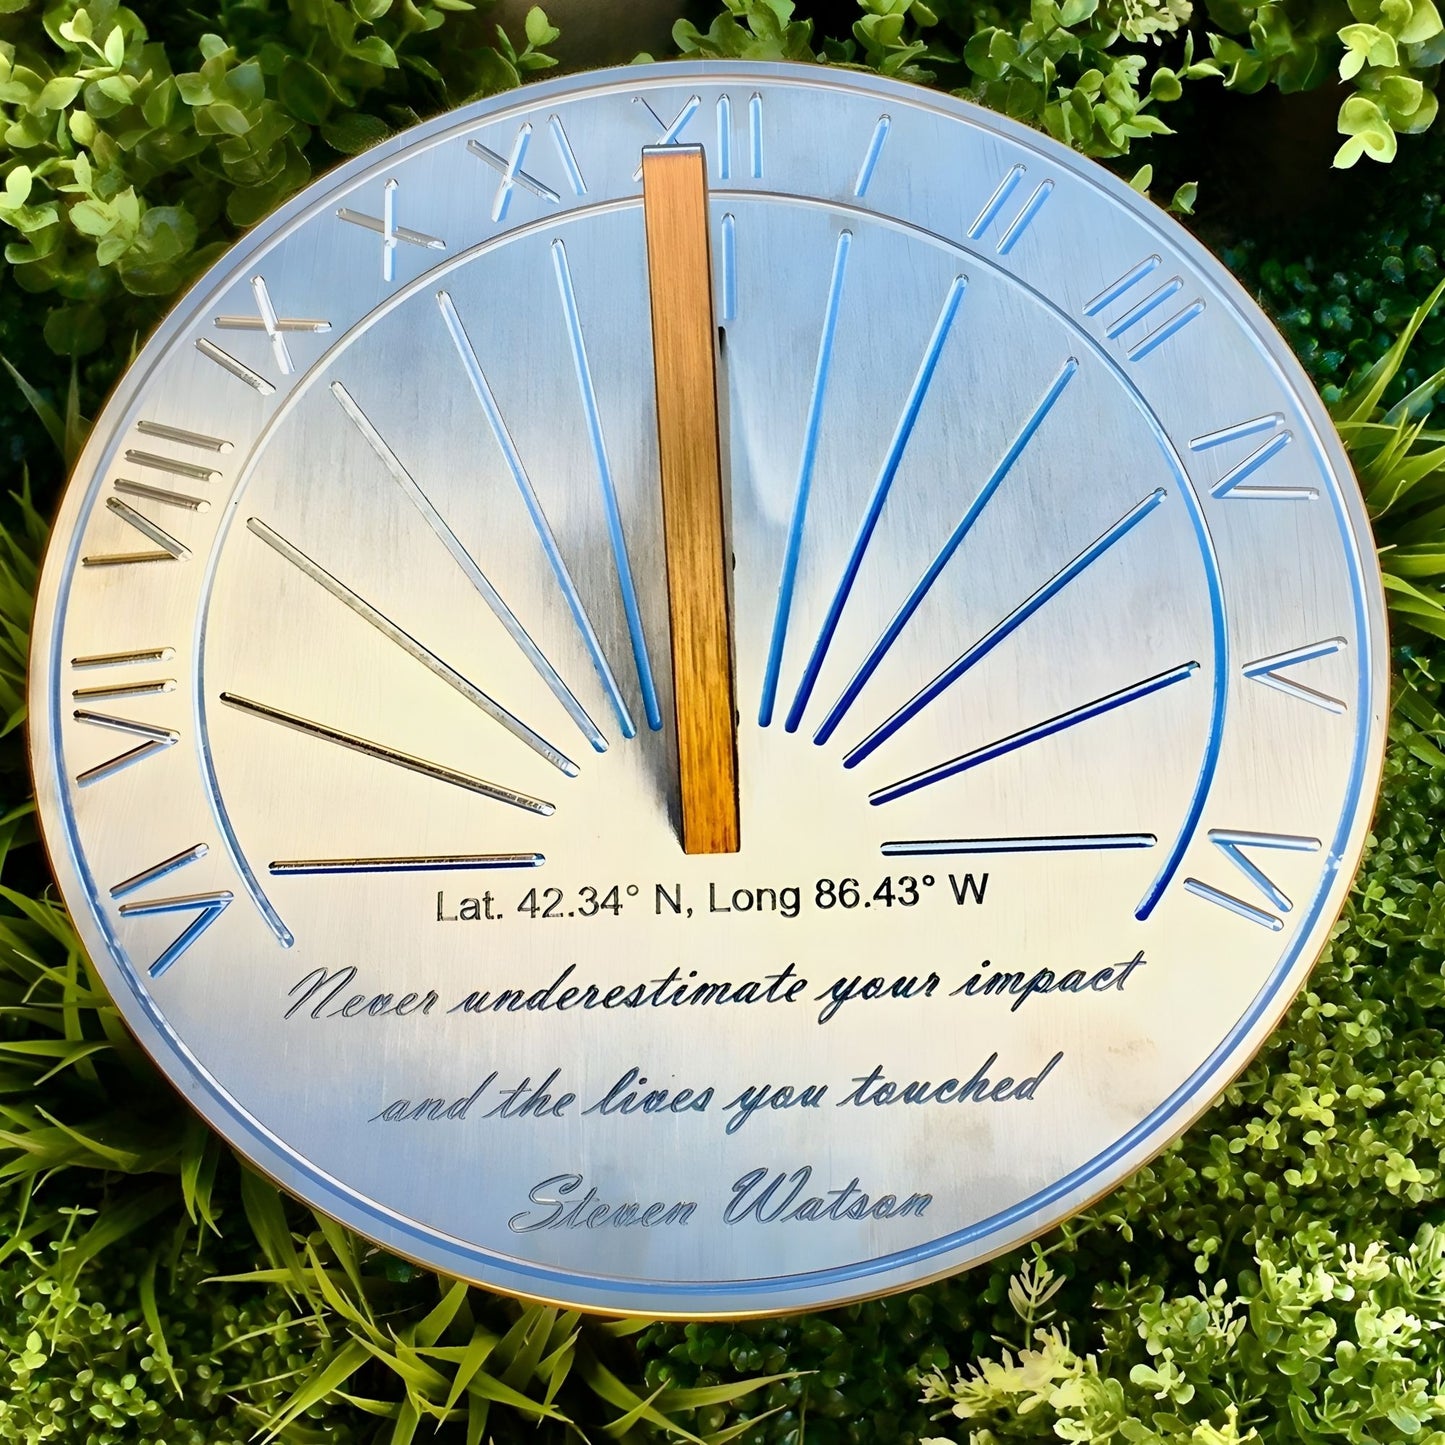 VI VII VIII IX X XI XII I II III IV V VI
Lat. 42.34° N, Long 86.43° W
Never underestimate your impact
and the lives you touched
Steven Watson